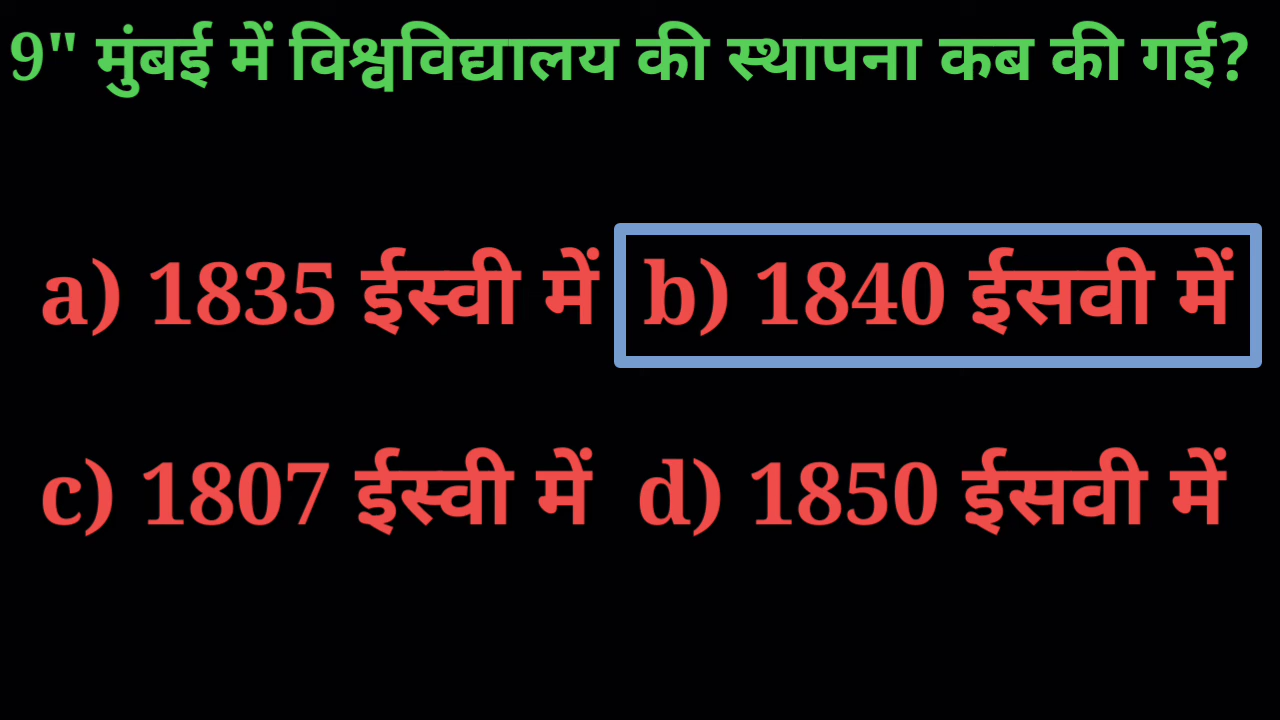 9" मुंबई में विश्वविद्यालय की स्थापना कब की गई?
a) 1835 ईस्वी में b) 1840 ईसवी में
c) 1807 ईस्वी में d) 1850 ईसवी में